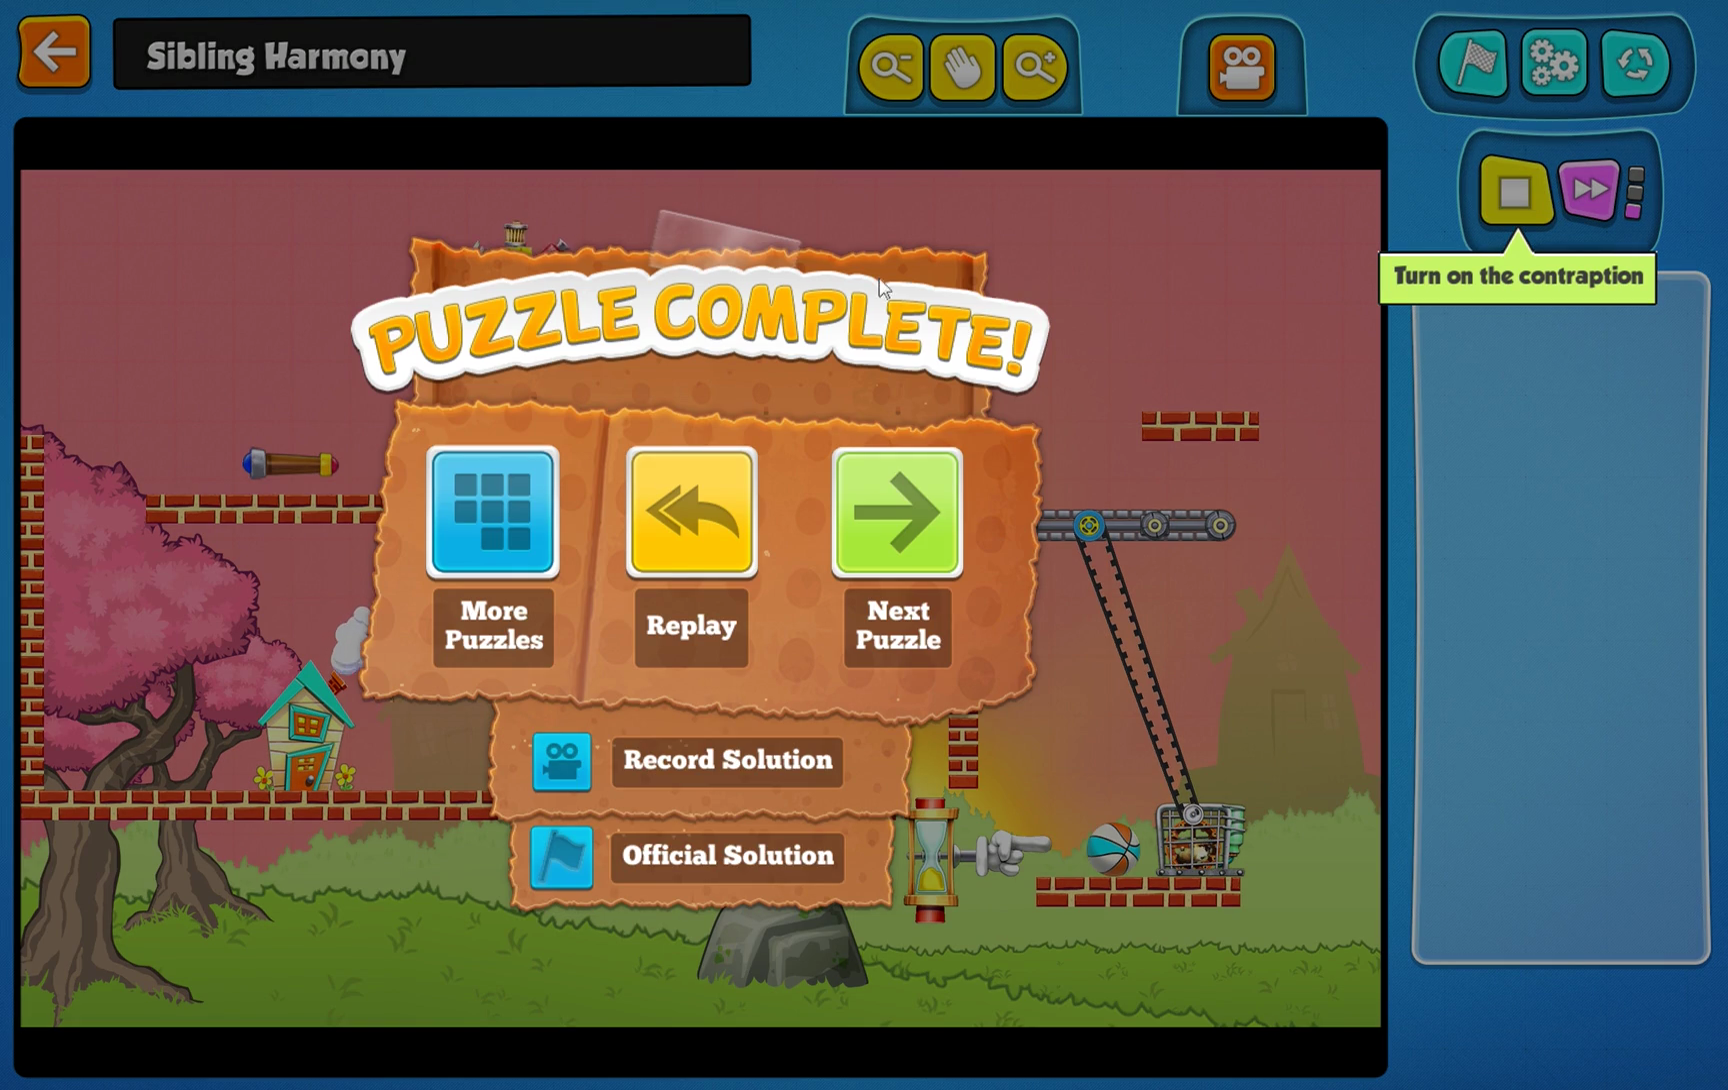 Sibling Harmony
Turn on the contraption
PUZZLE COMPLETE!
More
Puzzles
Replay
Next
Puzzle
Record Solution
Official Solution